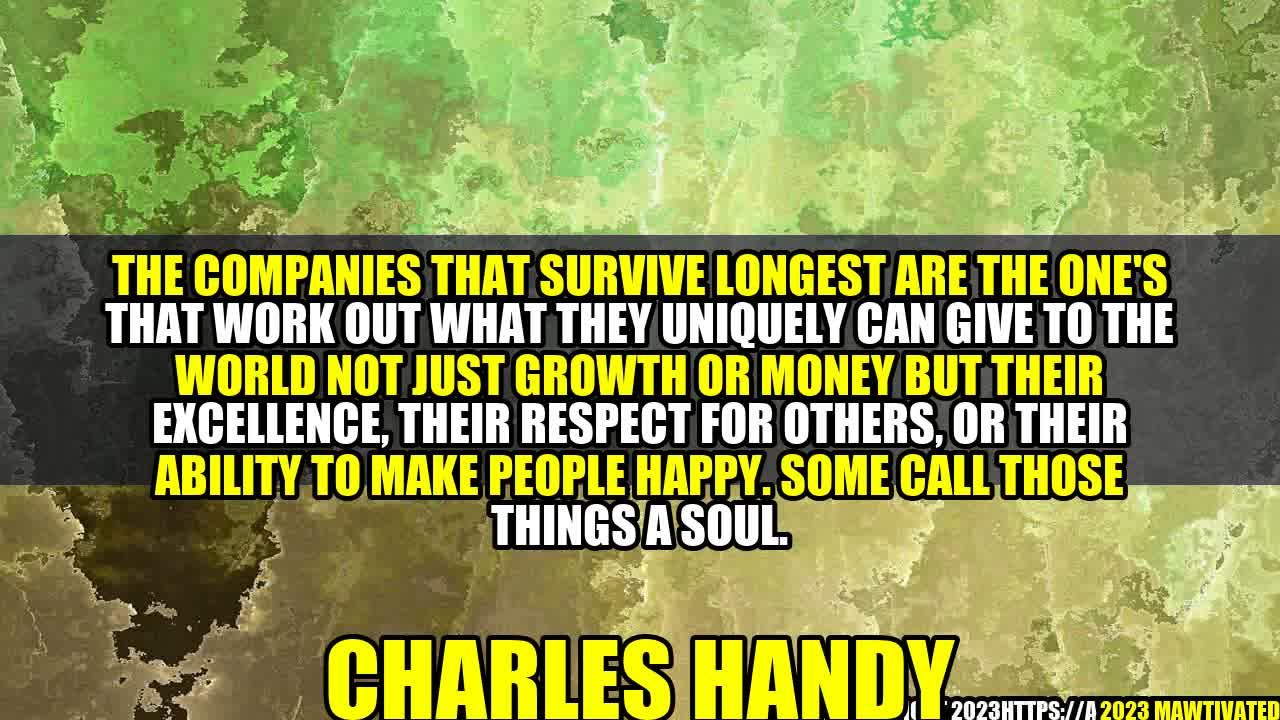 THE COMPANIES THAT SURVIVE LONGEST ARE THE ONE'S
THAT WORK OUT WHAT THEY UNIQUELY CAN GIVE TO THE
WORLD NOT JUST GROWTH OR MONEY BUT THEIR
EXCELLENCE, THEIR RESPECT FOR OTHERS, OR THEIR
ABILITY TO MAKE PEOPLE HAPPY. SOME CALL THOSE
THINGS A SOUL.
CHARLES HANDY
2023HTTPS://A 2023 MAWTIVATED